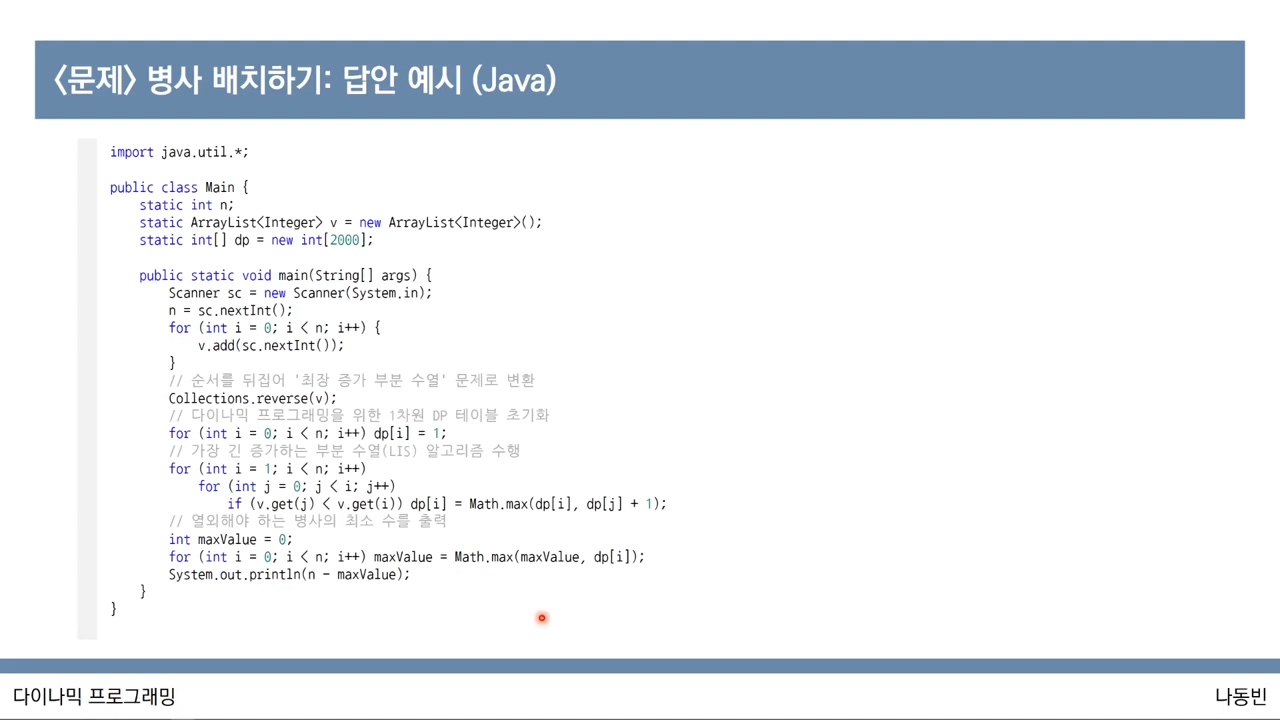 <문제> 병사 배치하기: 답안 예시 (Java)
import java.util.*;
public class Main {
static int n;
static ArrayList<Integer> v = new ArrayList<Integer>();
static int[] dp = new int[2000];
public static void main(String[] args) {
Scanner sc = new Scanner(System.in);
n = sc.nextInt();
for (int i = 0; i < n; i++) {
v.add(sc.nextInt());
}
// 순서를 뒤집어 '최장 증가 부분 수열' 문제로 변환
Collections.reverse(v);
// 다이나믹 프로그래밍을 위한 1차원 DP 테이블 초기화
for (int i = 0; i < n; i++) dp[i] = 1;
// 가장 긴 증가하는 부분 수열(LIS) 알고리즘 수행
for (int i = 1; i < n; i++)
for (int j = 0; j < i; j++)
if (v.get(j) < v.get(i)) dp[i] = Math.max(dp[i], dp[j] + 1);
// 열외해야 하는 병사의 최소 수를 출력
int maxValue = 0;
for (int i = 0; i < n; i++) maxValue = Math.max(maxValue, dp[i]);
System.out.println(n - maxValue);
}
}
다이나믹 프로그래밍
나동빈